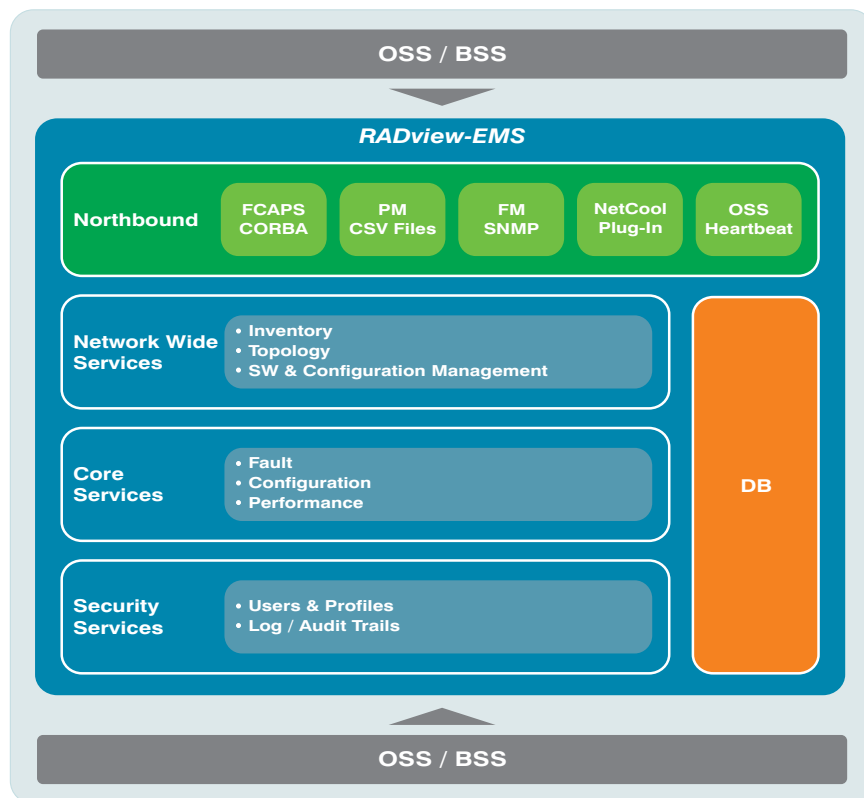 OSS / BSS
RADview-EMS
Northbound
FCAPS
CORBA
PM
CSV Files
FM
SNMP
NetCool
Plug-In
OSS
Heartbeat
Network Wide
Services
• Inventory
• Topology
• SW & Configuration Management
Core
Services
• Fault
• Configuration
• Performance
Security
Services
• Users & Profiles
• Log / Audit Trails
DB
OSS / BSS